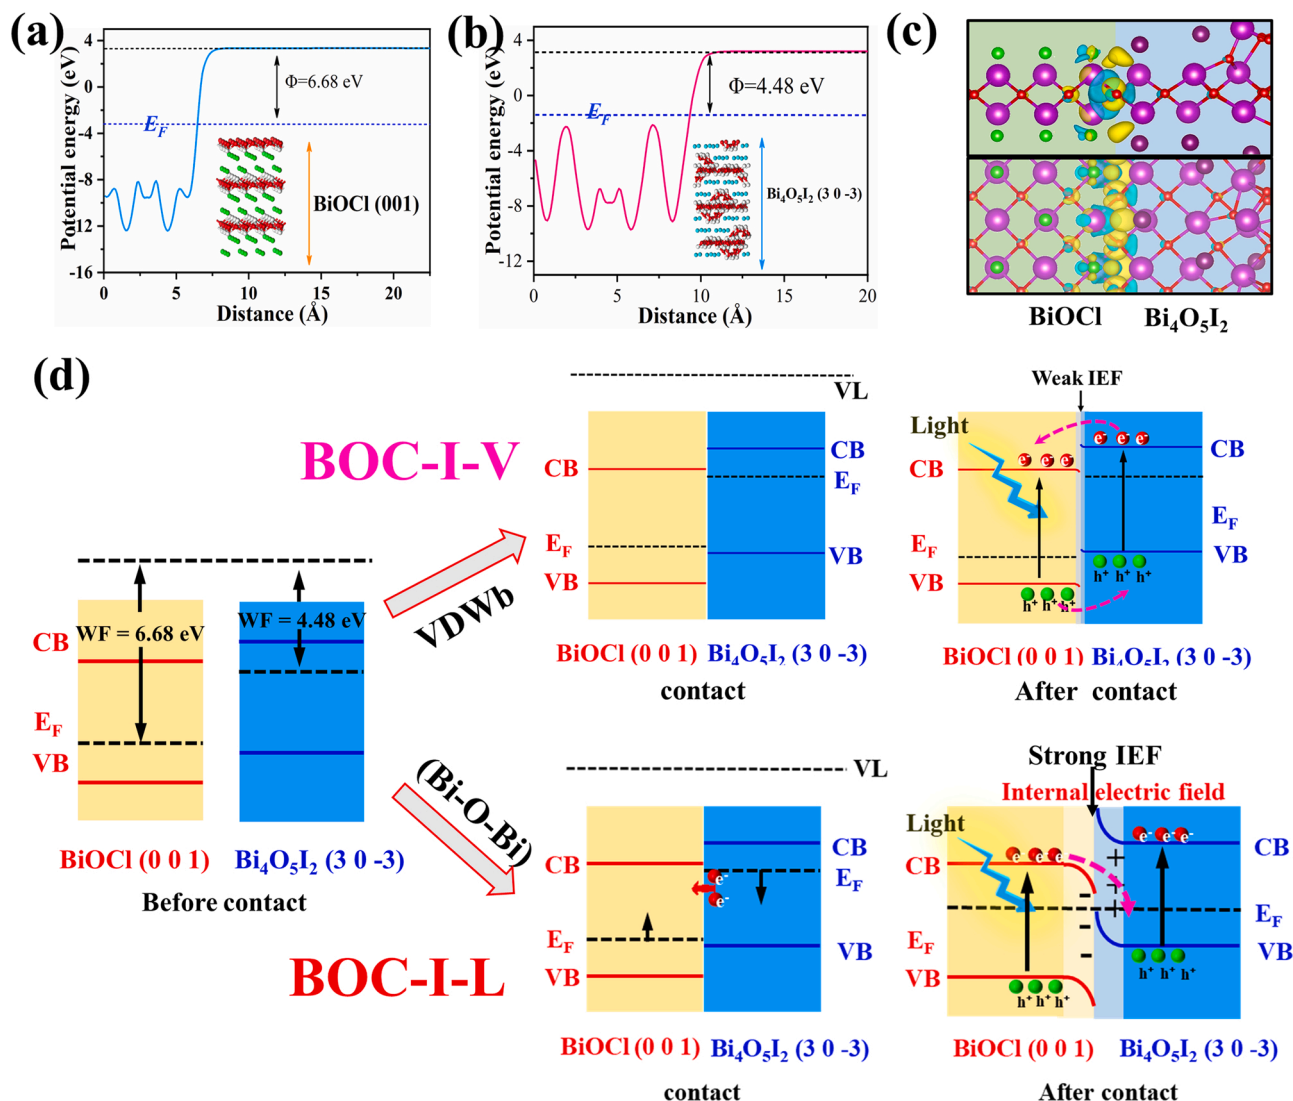 (a)
Potential energy (eV)
4
0
-4
-8
-12
-16
Φ=6.68 eV
E_F
BiOCl (001)
0 5 10 15 20
Distance (Å)
(b)
Potential energy (eV)
4
0
-4
-8
-12
Φ=4.48 eV
E_F
Bi₄O₅I₂ (3 0 -3)
0 5 10 15 20
Distance (Å)
(c)
BiOCl Bi₄O₅I₂
(d)
BOC-I-V
VDWb
WF = 6.68 eV WF = 4.48 eV
CB
E_F
VB
BiOCl (0 0 1) Bi₄O₅I₂ (3 0 -3)
Before contact
(Bi-O-Bi)
BOC-I-L
VL
CB CB
E_F
E_F
VB VB
BiOCl (0 0 1) Bi₄O₅I₂ (3 0 -3)
contact
Weak IEF
Light
e⁻ e⁻ e⁻
e⁻ e⁻ e⁻
CB CB
E_F
E_F
VB VB
h⁺ h⁺ h⁺
h⁺ h⁺ h⁺
BiOCl (0 0 1) Bi₄O₅I₂ (3 0 -3)
After contact
VL
CB CB
e⁻
e⁻
E_F
E_F
VB VB
BiOCl (0 0 1) Bi₄O₅I₂ (3 0 -3)
contact
Strong IEF
Internal electric field
Light
e⁻ e⁻ e⁻
e⁻ e⁻ e⁻
CB CB
+
+
+
-
-
-
E_F
E_F
VB VB
h⁺ h⁺ h⁺
h⁺ h⁺ h⁺
BiOCl (0 0 1) Bi₄O₅I₂ (3 0 -3)
After contact